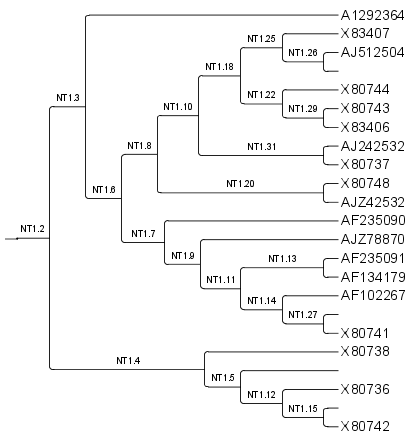 A1292364
X83407
NT1.25
AJ512504
NT1.26
NT1.18
X80744
NT1.3
NT1.22
X80743
NT1.10
NT1.29
X83406
AJ242532
NT1.8
NT1.31
X80737
X80748
NT1.20
NT1.6
AJZ42532
AF235090
NT1.2
NT1.7
AJZ78870
NT1.9
NT1.13
AF235091
NT1.11
AF134179
AF102267
NT1.14
NT1.27
X80741
X80738
NT1.4
NT1.5
X80736
NT1.12
NT1.15
X80742